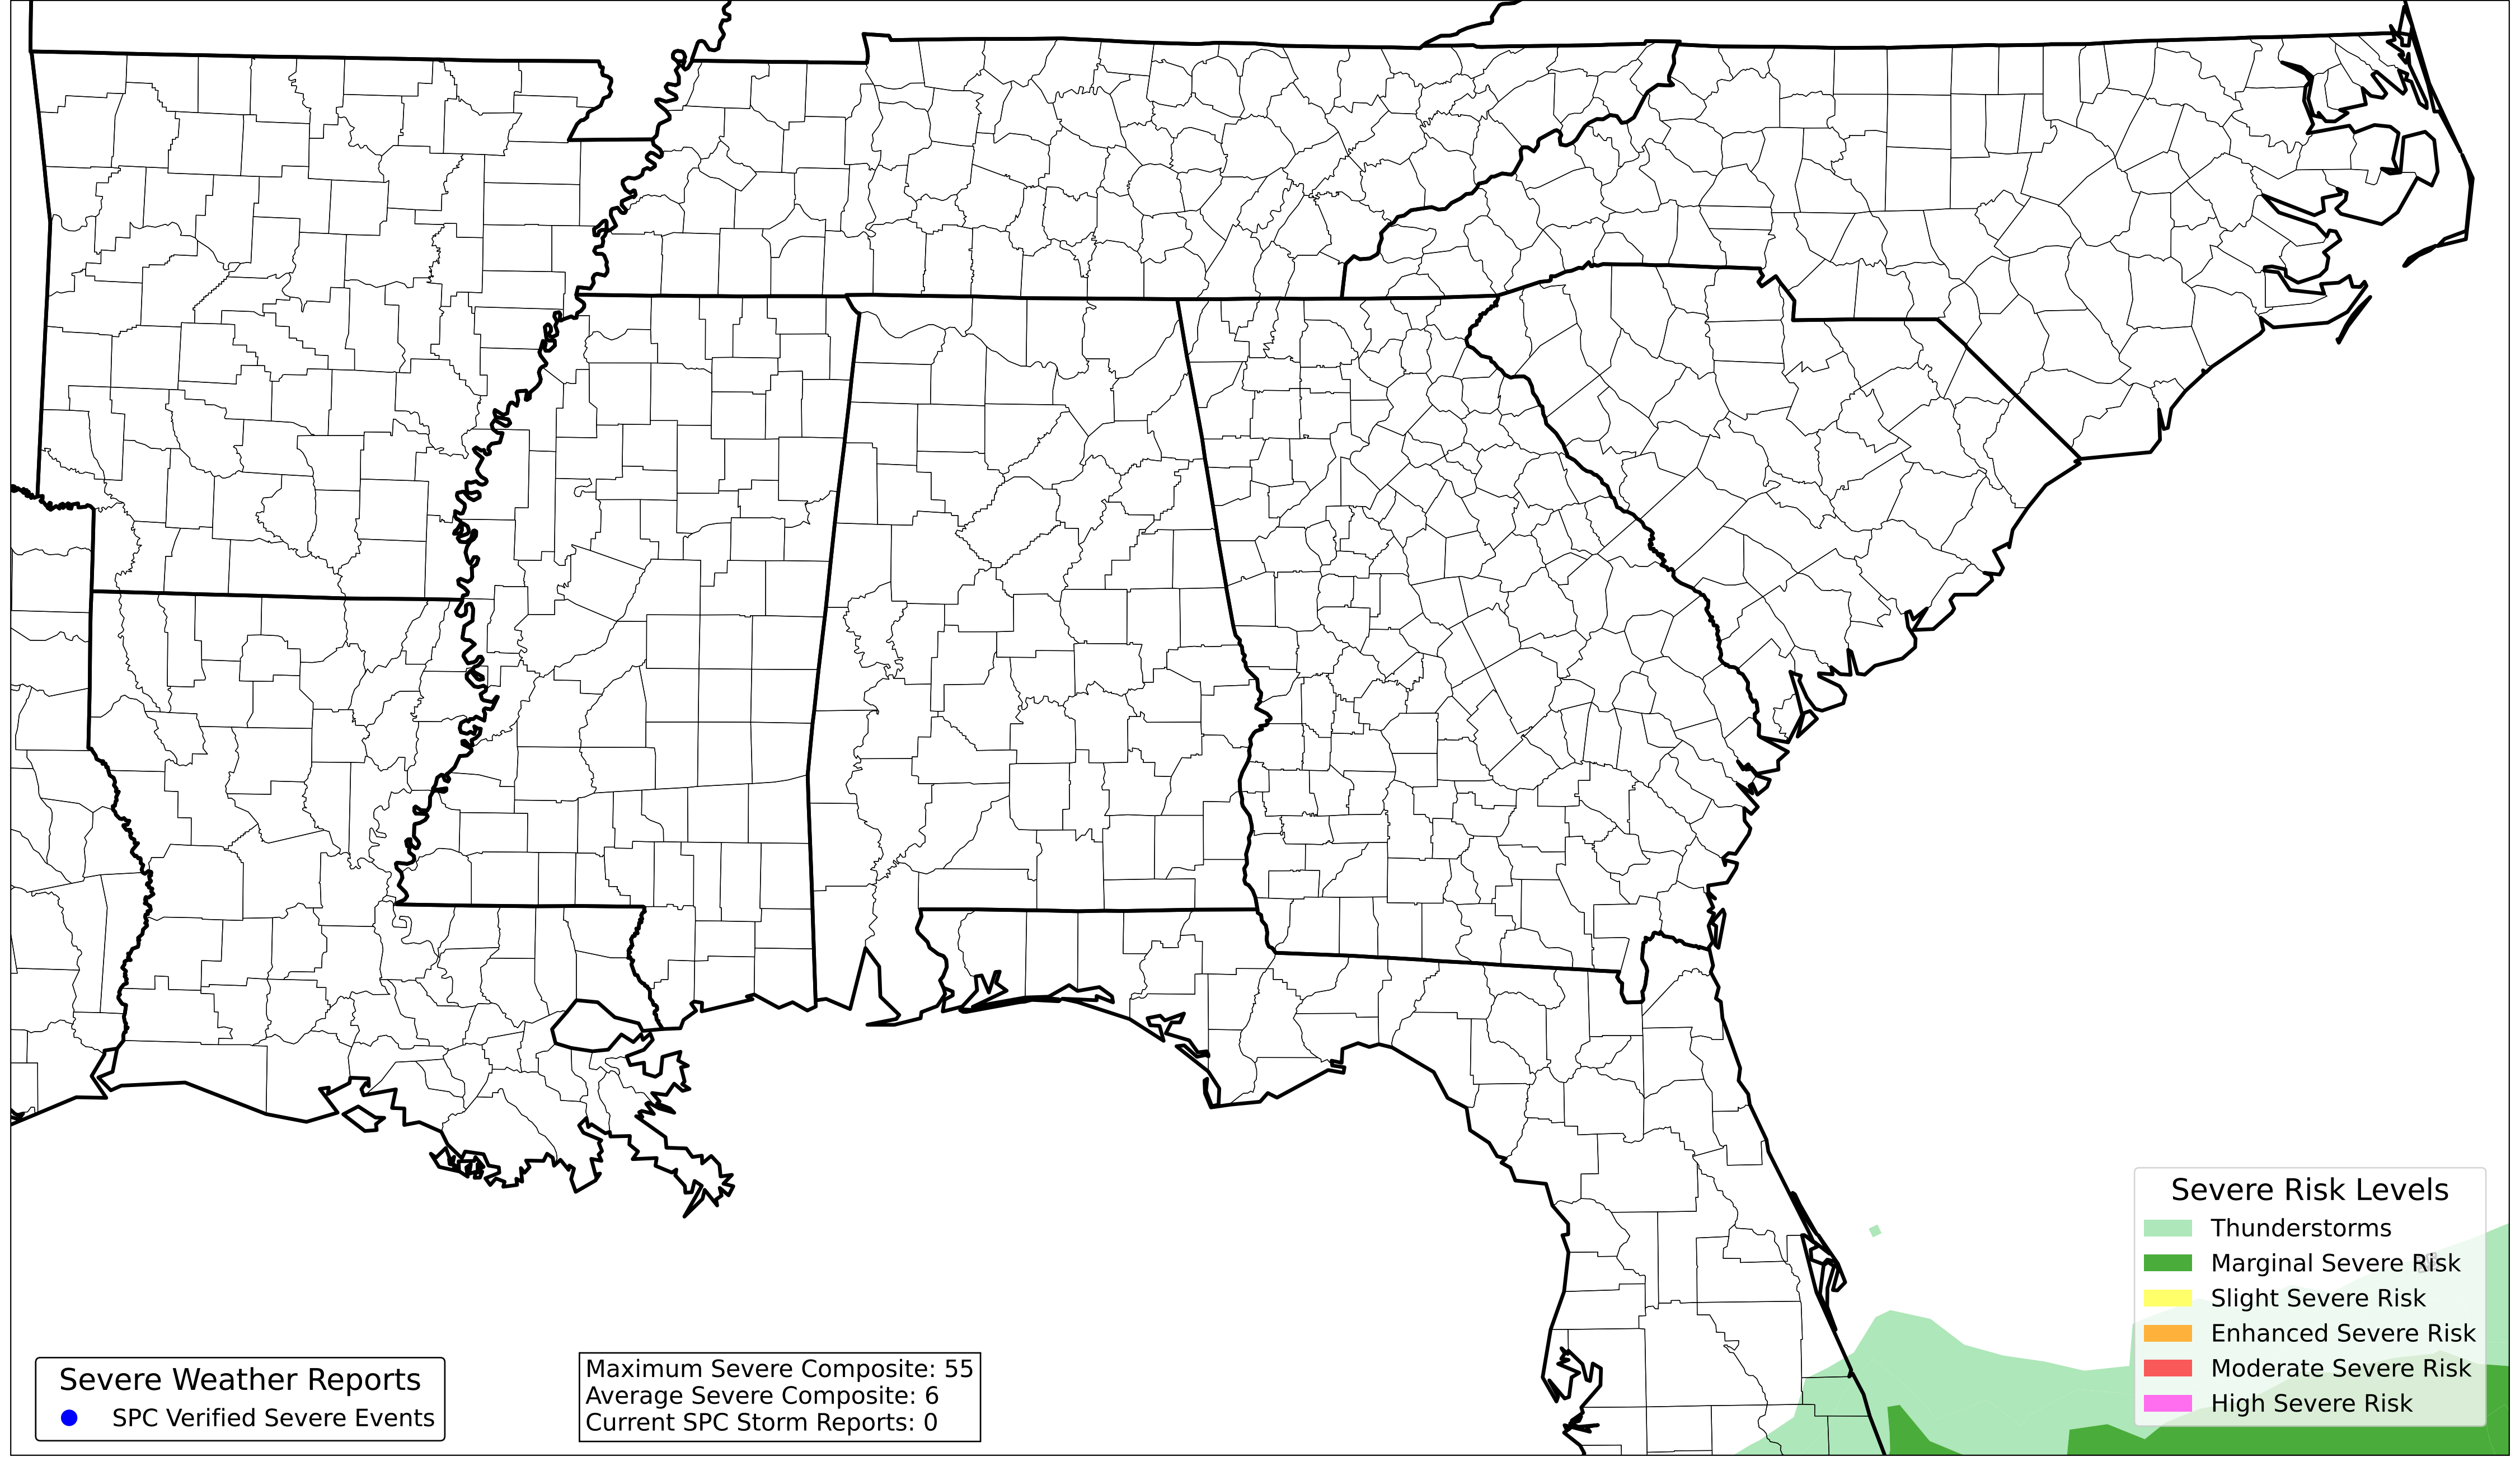 Severe Risk Levels
Thunderstorms
Marginal Severe Risk
Slight Severe Risk
Enhanced Severe Risk
Moderate Severe Risk
High Severe Risk
Severe Weather Reports
SPC Verified Severe Events
Maximum Severe Composite: 55
Average Severe Composite: 6
Current SPC Storm Reports: 0